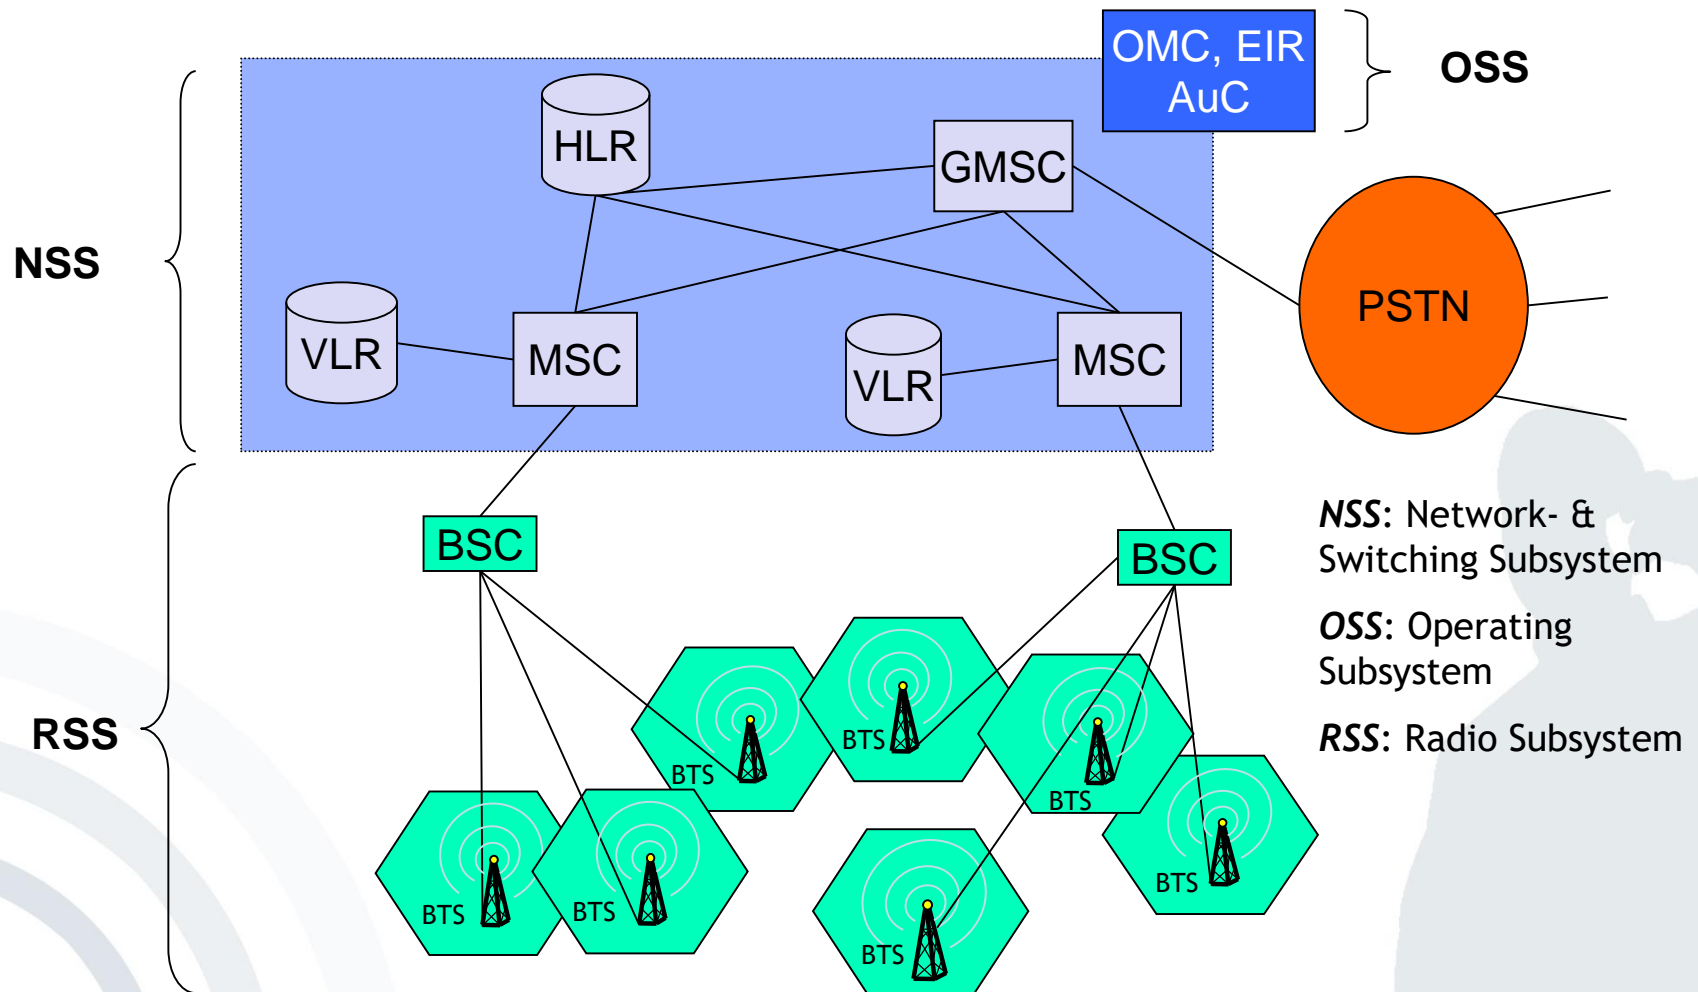 OMC, EIR
AuC
OSS
HLR
GMSC
NSS
PSTN
VLR
MSC
VLR
MSC
BSC
BSC
NSS: Network- &
Switching Subsystem
OSS: Operating
Subsystem
RSS: Radio Subsystem
RSS
BTS
BTS
BTS
BTS
BTS
BTS
BTS